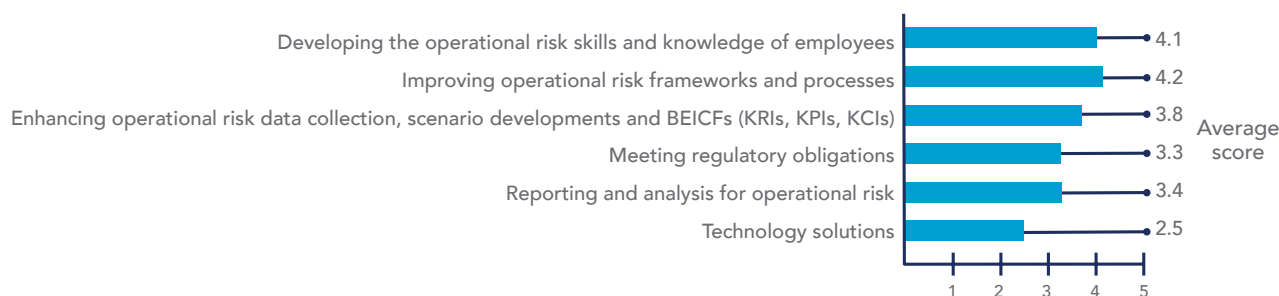 Developing the operational risk skills and knowledge of employees 4.1
Improving operational risk frameworks and processes 4.2
Enhancing operational risk data collection, scenario developments and BEICFs (KRIs, KPIs, KCIs) 3.8
Average
score
Meeting regulatory obligations 3.3
Reporting and analysis for operational risk 3.4
Technology solutions 2.5
1 2 3 4 5